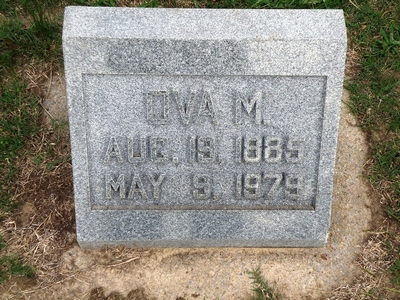 OVA M.
AUG. 19, 1885
MAY 9 1979